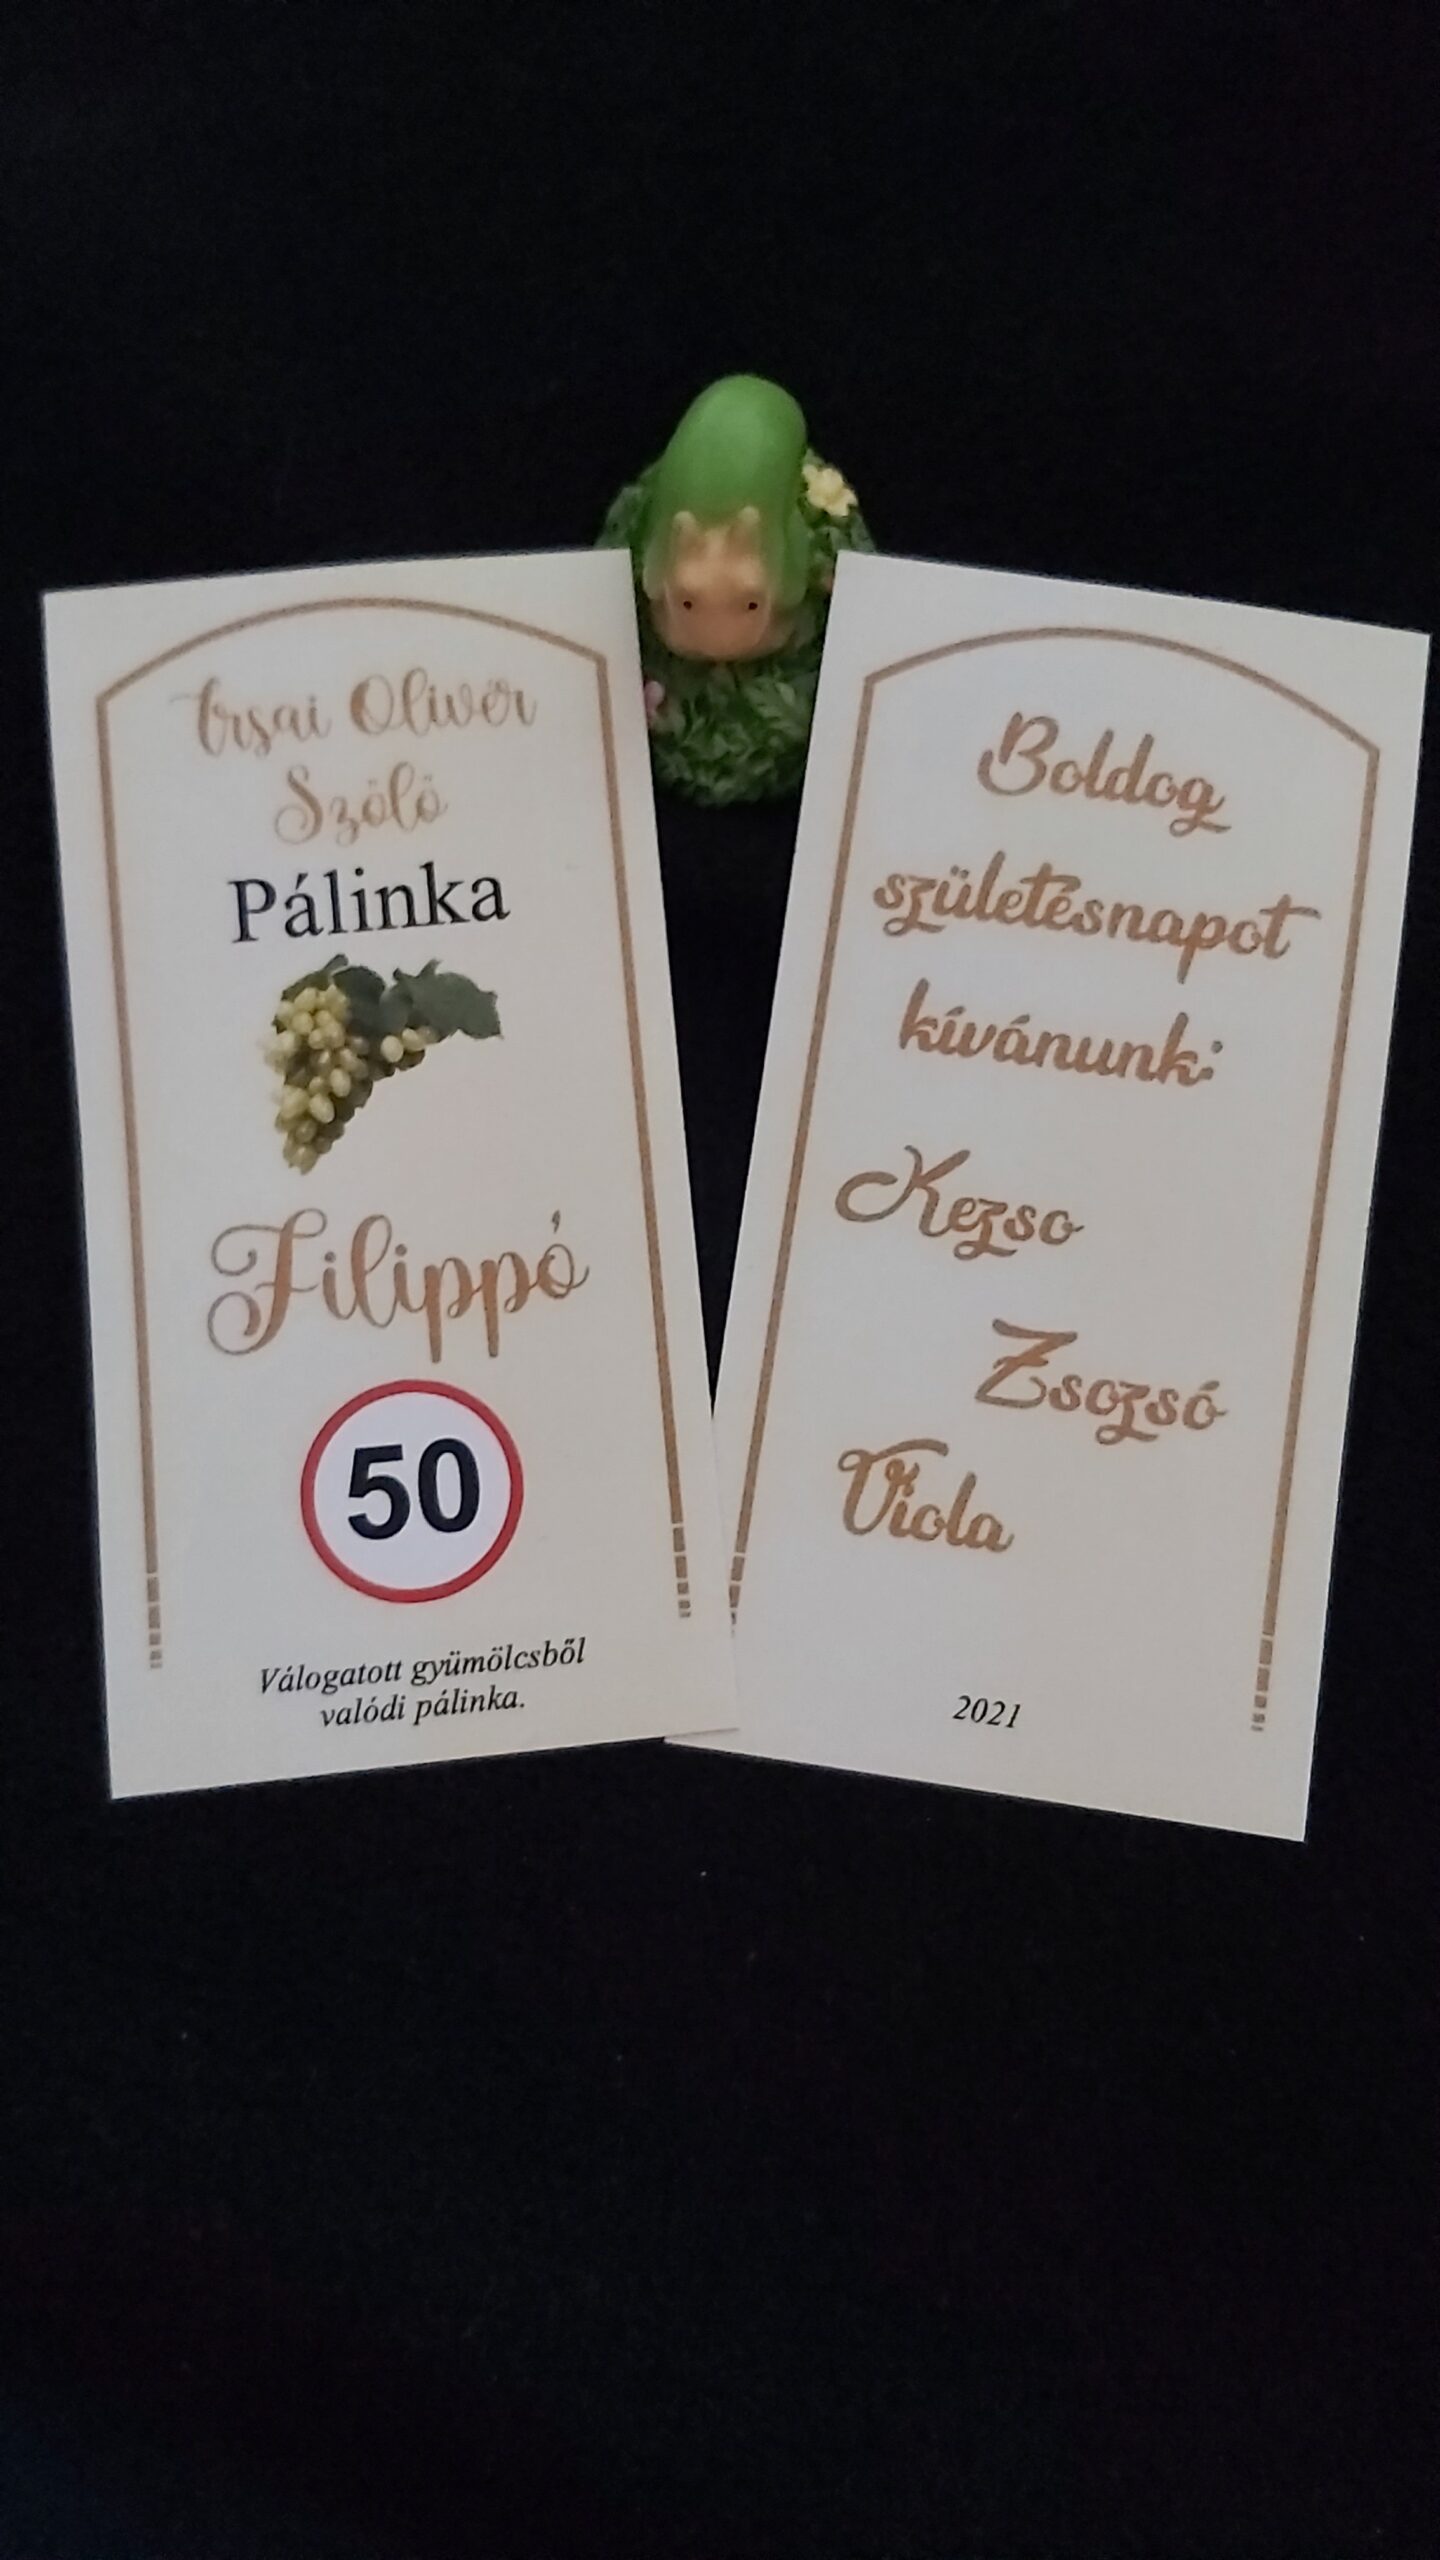 Irsai Olivér
Szőlő
Pálinka
Filippó
50
Válogatott gyümölcsből
valódi pálinka.
Boldog
születésnapot
kívánunk:
Kezso
Zsozsó
Viola
2021